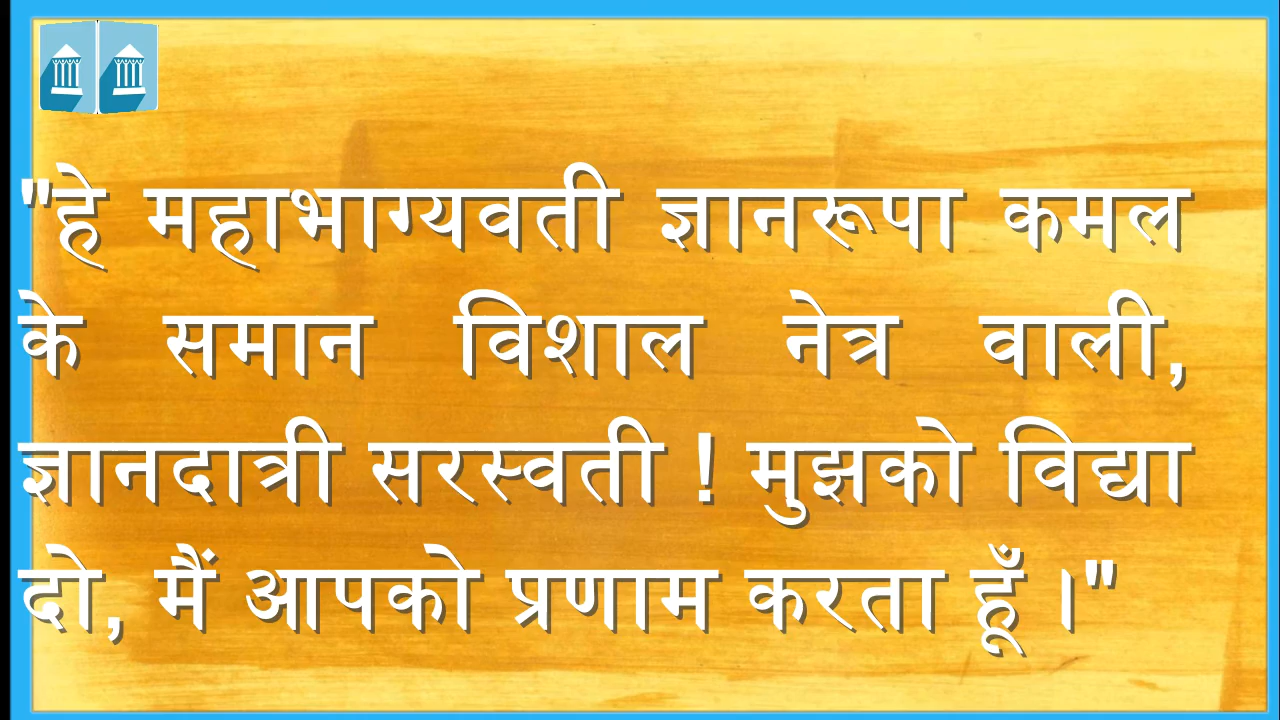 "हे महाभाग्यवती ज्ञानरूपा कमल
के समान विशाल नेत्र वाली,
ज्ञानदात्री सरस्वती ! मुझको विद्या
दो, मैं आपको प्रणाम करता हूँ ।"